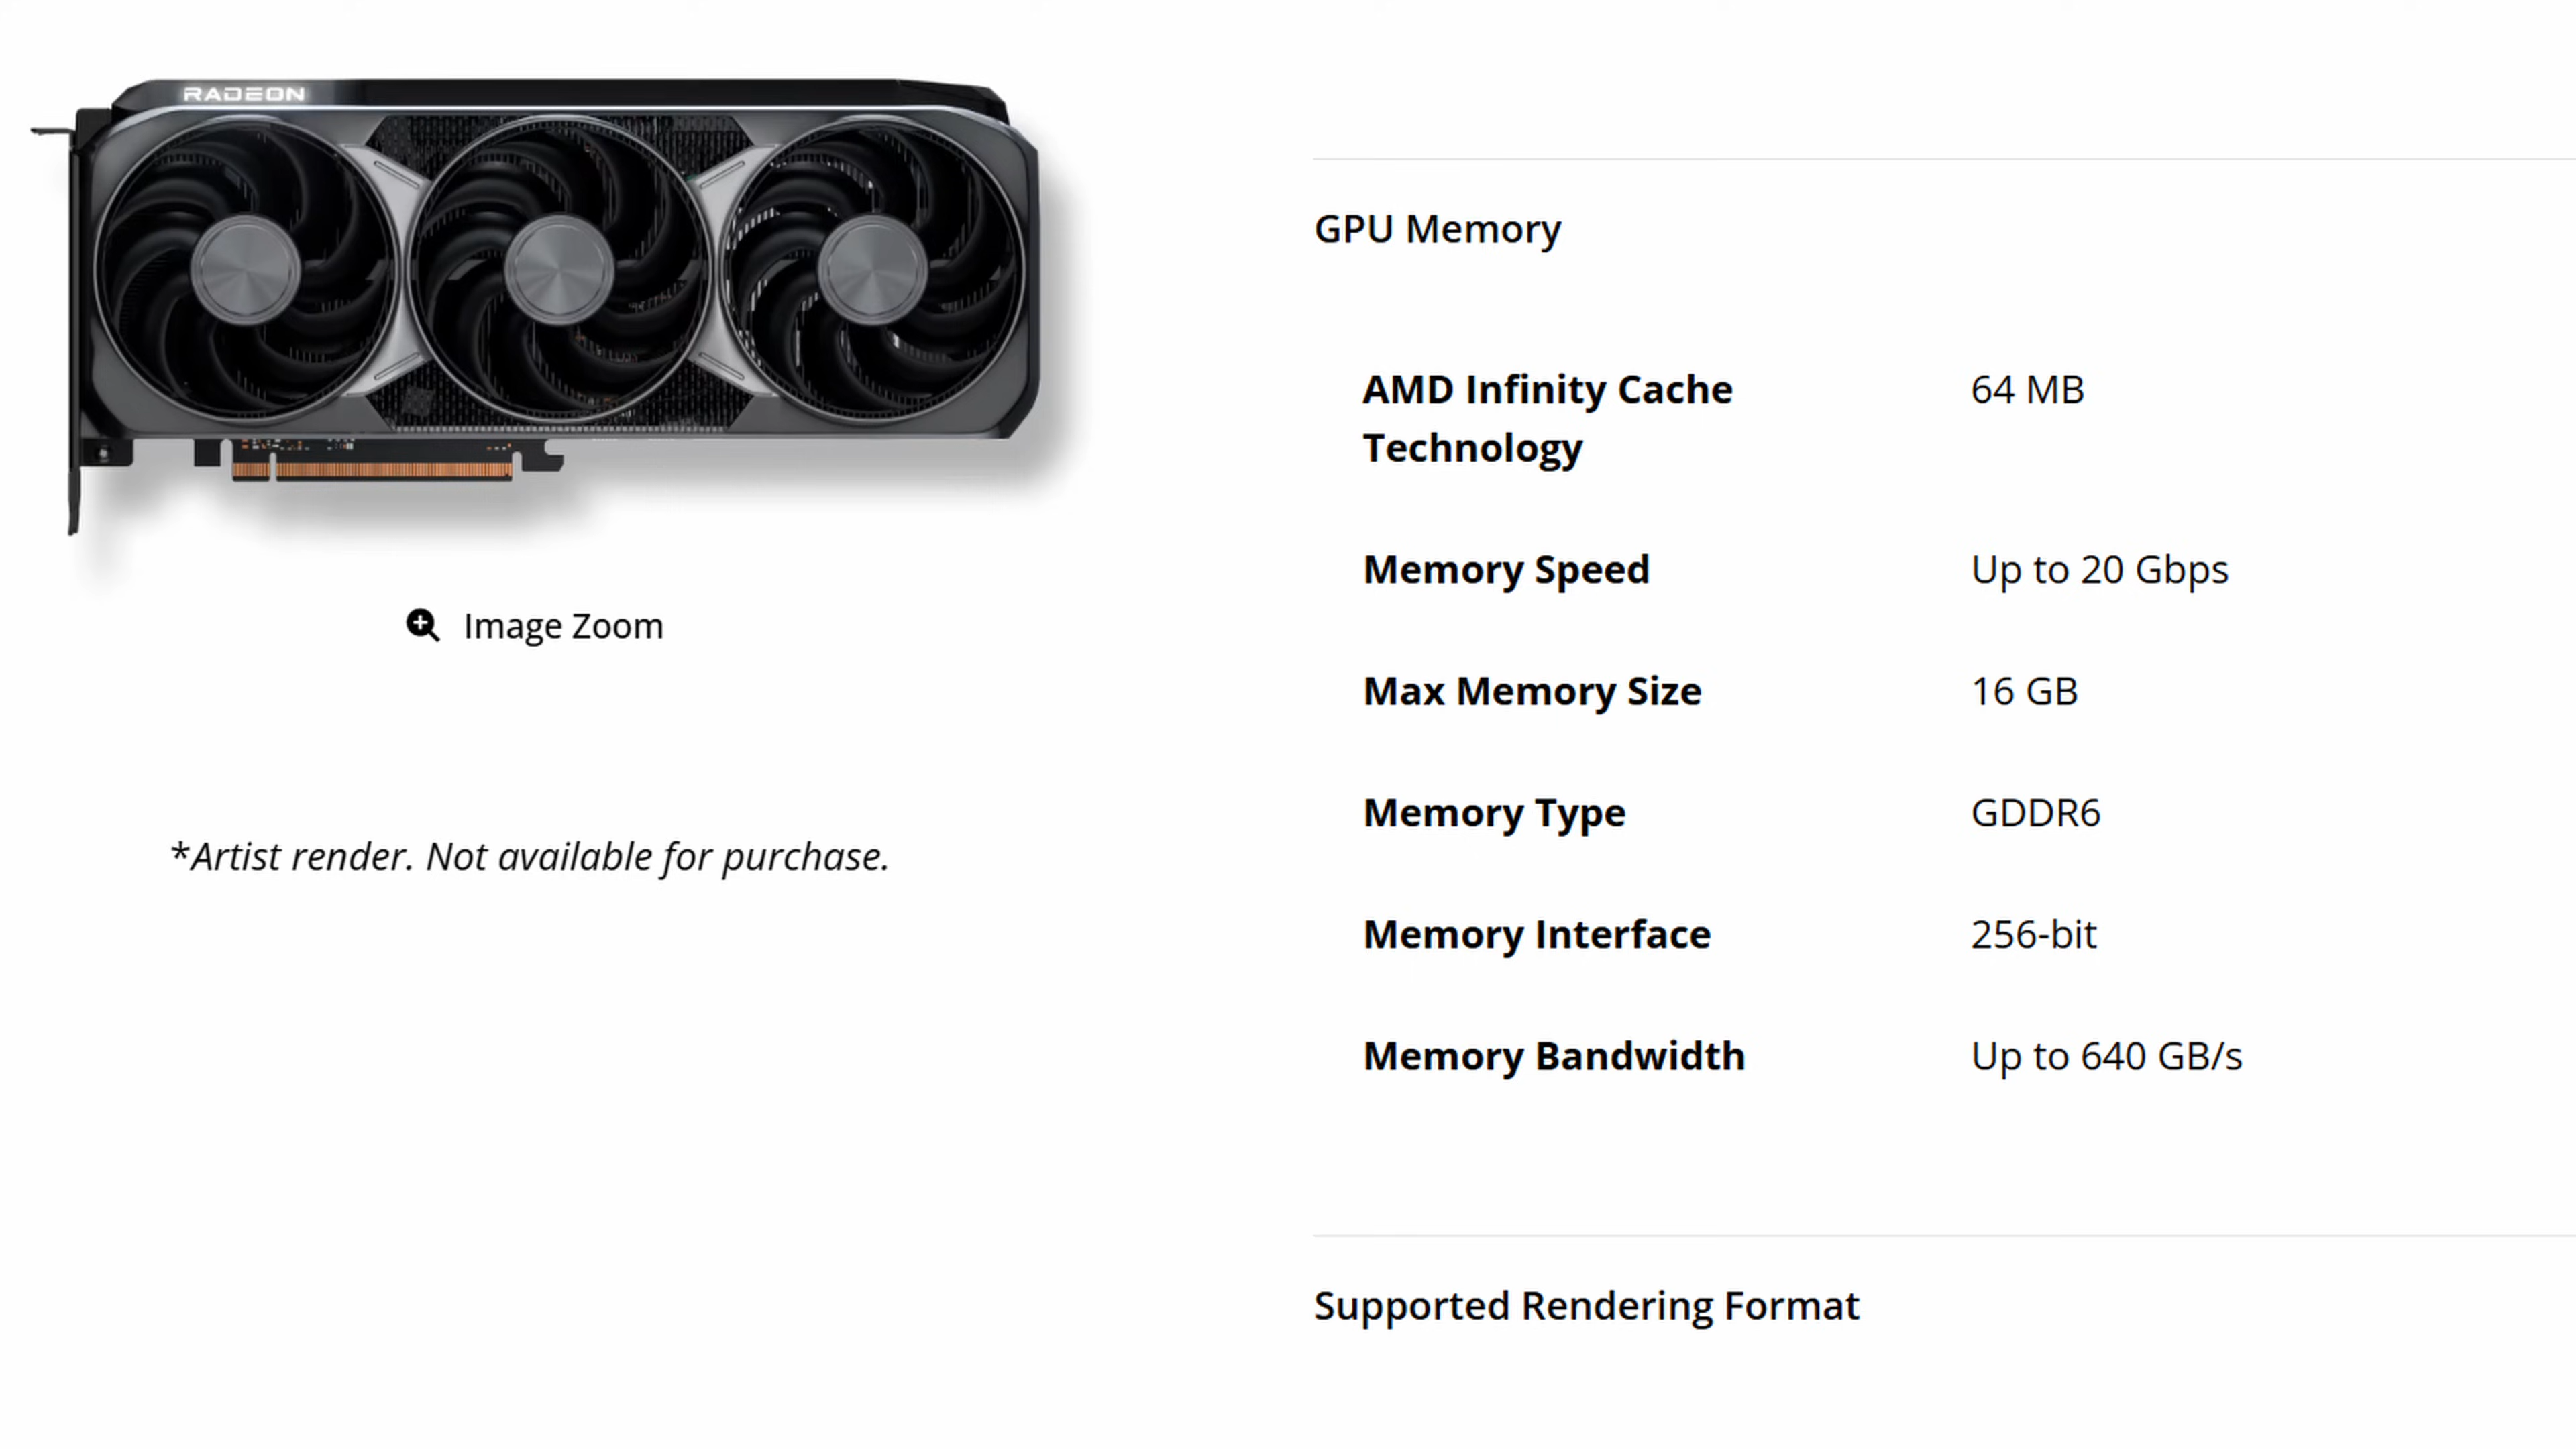 RADEON
Image Zoom
*Artist render. Not available for purchase.
GPU Memory
AMD Infinity Cache Technology 64 MB
Memory Speed Up to 20 Gbps
Max Memory Size 16 GB
Memory Type GDDR6
Memory Interface 256-bit
Memory Bandwidth Up to 640 GB/s
Supported Rendering Format